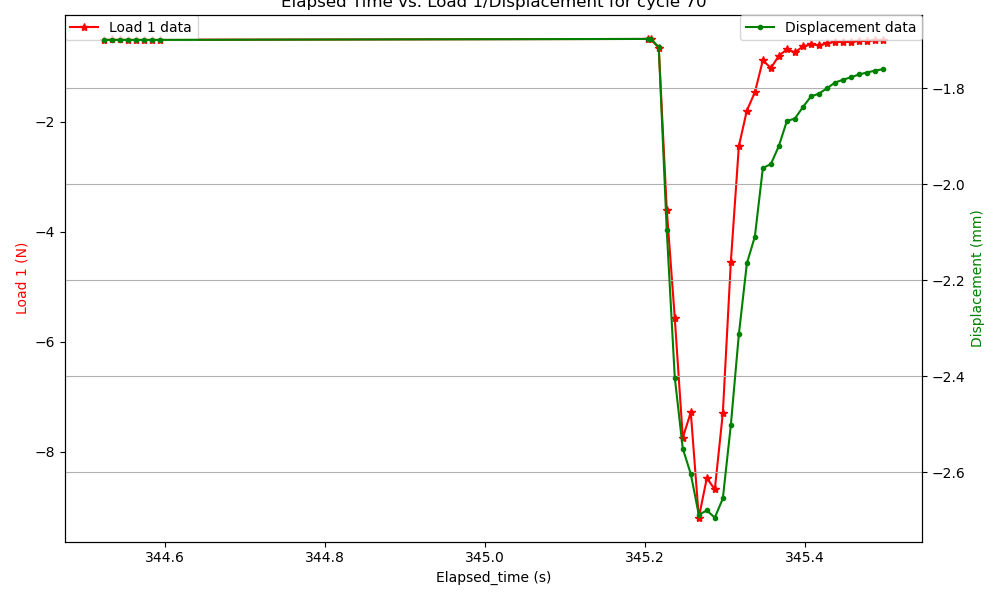 Elapsed Time vs. Load 1/Displacement for cycle 70
Load 1 data
Displacement data
−2
−4
−6
−8
Load 1 (N)
−1.8
−2.0
−2.2
−2.4
−2.6
Displacement (mm)
344.6
344.8
345.0
345.2
345.4
Elapsed_time (s)